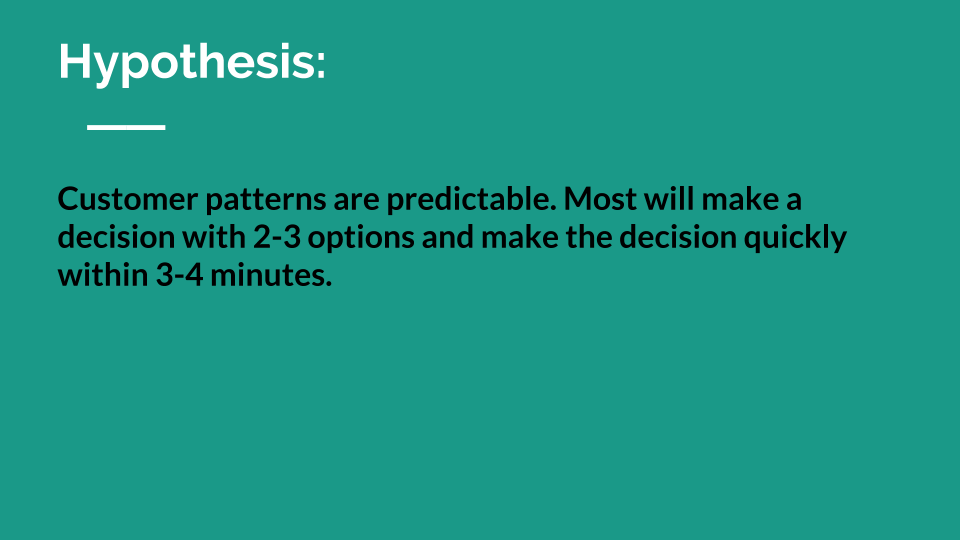 Hypothesis:
Customer patterns are predictable. Most will make a
decision with 2-3 options and make the decision quickly
within 3-4 minutes.